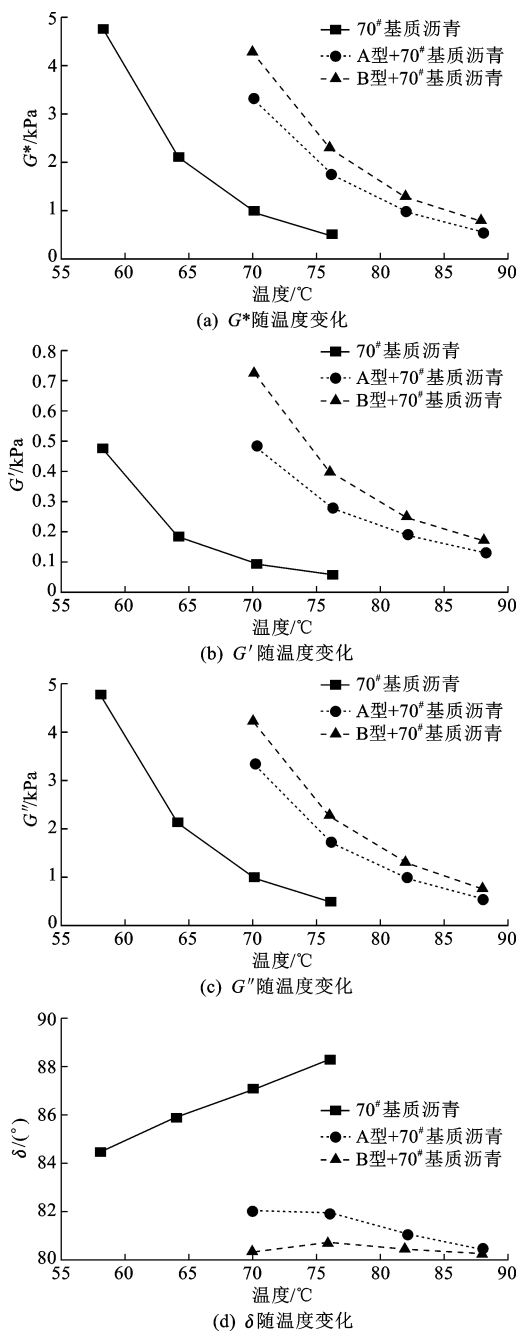 5
4
3
2
1
0
G*/kPa
70#基质沥青
A型+70#基质沥青
B型+70#基质沥青
55 60 65 70 75 80 85 90
温度/℃
(a) G*随温度变化
0.8
0.7
0.6
0.5
0.4
0.3
0.2
0.1
0
G′/kPa
70#基质沥青
A型+70#基质沥青
B型+70#基质沥青
55 60 65 70 75 80 85 90
温度/℃
(b) G′随温度变化
5
4
3
2
1
0
G″/kPa
70#基质沥青
A型+70#基质沥青
B型+70#基质沥青
55 60 65 70 75 80 85 90
温度/℃
(c) G″随温度变化
90
88
86
84
82
80
δ/(°)
70#基质沥青
A型+70#基质沥青
B型+70#基质沥青
55 60 65 70 75 80 85 90
温度/℃
(d) δ随温度变化